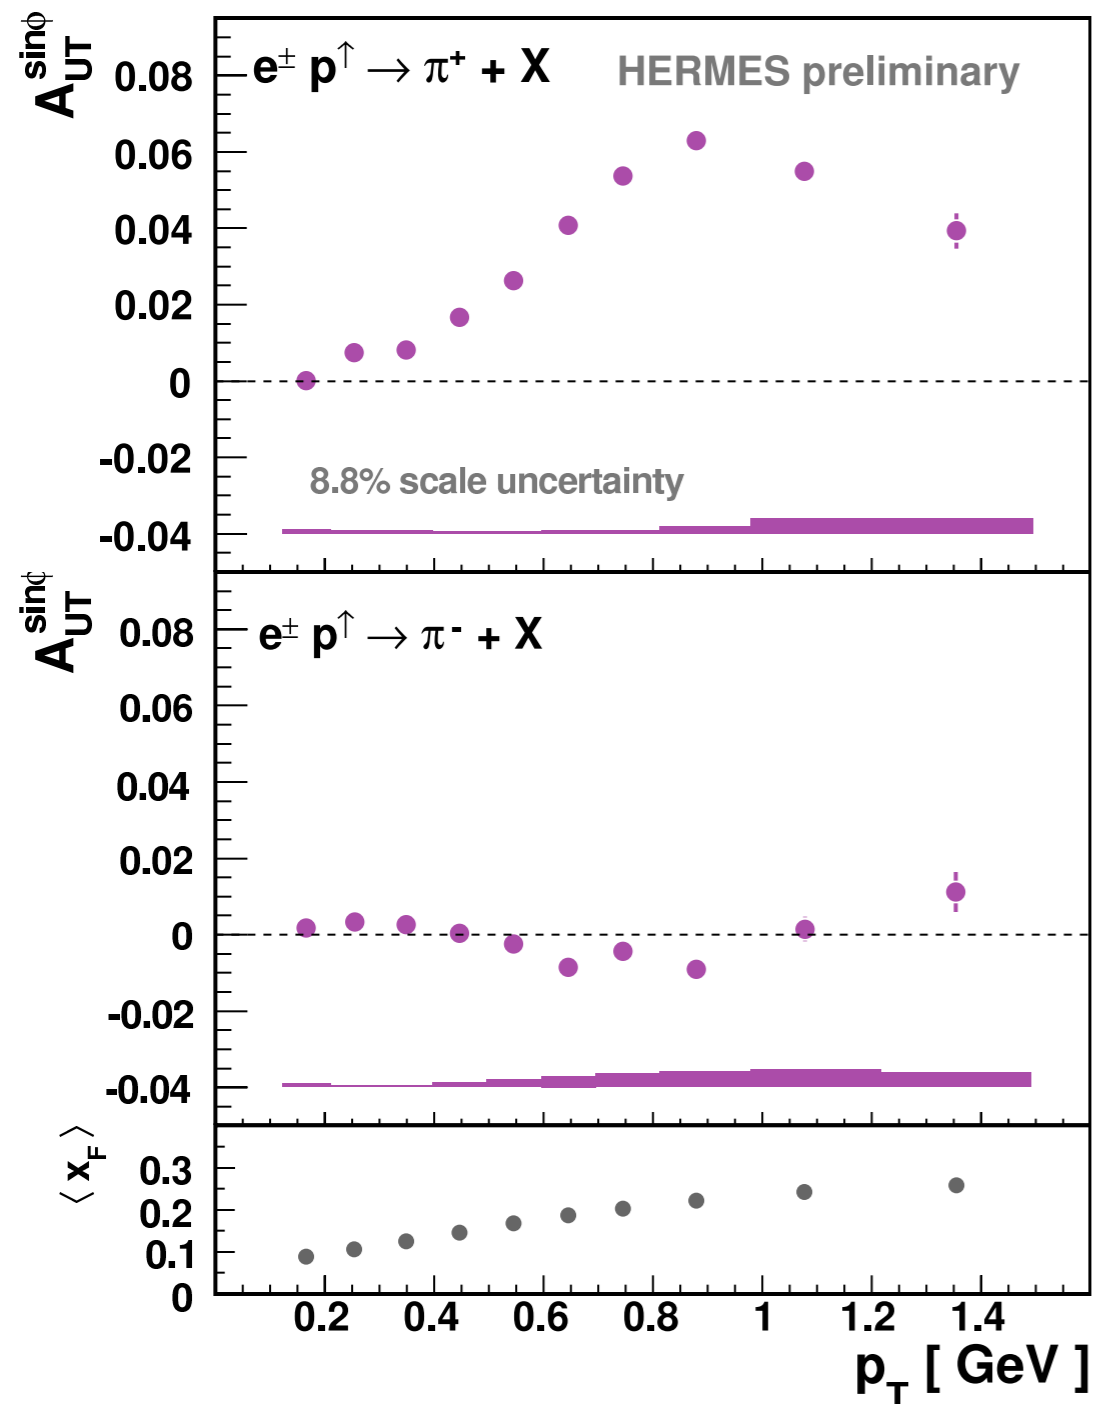 A_UT^sinϕ
e± p↑ → π+ + X
HERMES preliminary
0.08
0.06
0.04
0.02
0
-0.02
8.8% scale uncertainty
-0.04
A_UT^sinϕ
e± p↑ → π- + X
0.08
0.06
0.04
0.02
0
-0.02
-0.04
⟨ x_F ⟩
0.3
0.2
0.1
0
0.2 0.4 0.6 0.8 1 1.2 1.4
p_T [ GeV ]